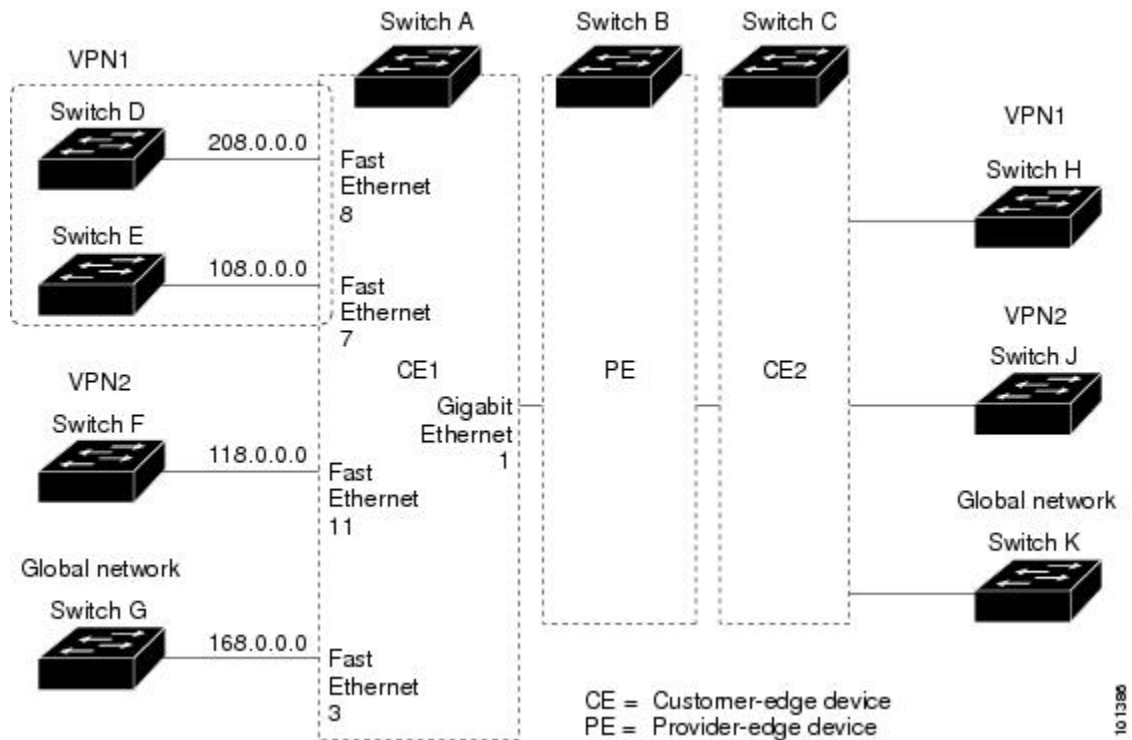 Switch A
Switch B
Switch C
VPN1
Switch D
208.0.0.0
Fast
Ethernet
8
Switch E
108.0.0.0
Fast
Ethernet
7
VPN2
Switch F
118.0.0.0
Fast
Ethernet
11
Global network
Switch G
168.0.0.0
Fast
Ethernet
3
CE1
Gigabit
Ethernet
1
PE
CE2
VPN1
Switch H
VPN2
Switch J
Global network
Switch K
CE = Customer-edge device
PE = Provider-edge device
101386